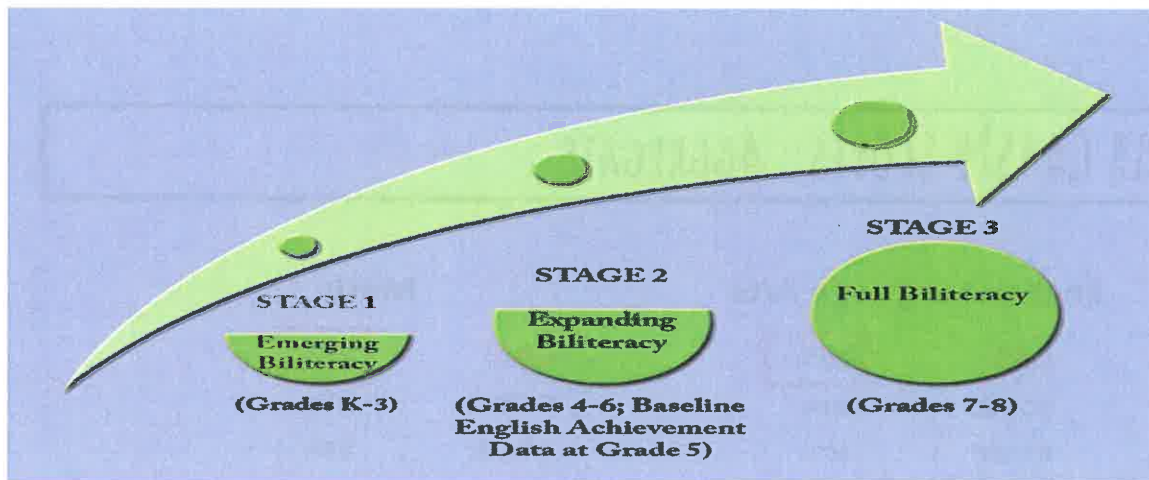 STAGE 1
Emerging
Biliteracy
(Grades K-3)
STAGE 2
Expanding
Biliteracy
(Grades 4-6; Baseline
English Achievement
Data at Grade 5)
STAGE 3
Full Biliteracy
(Grades 7-8)